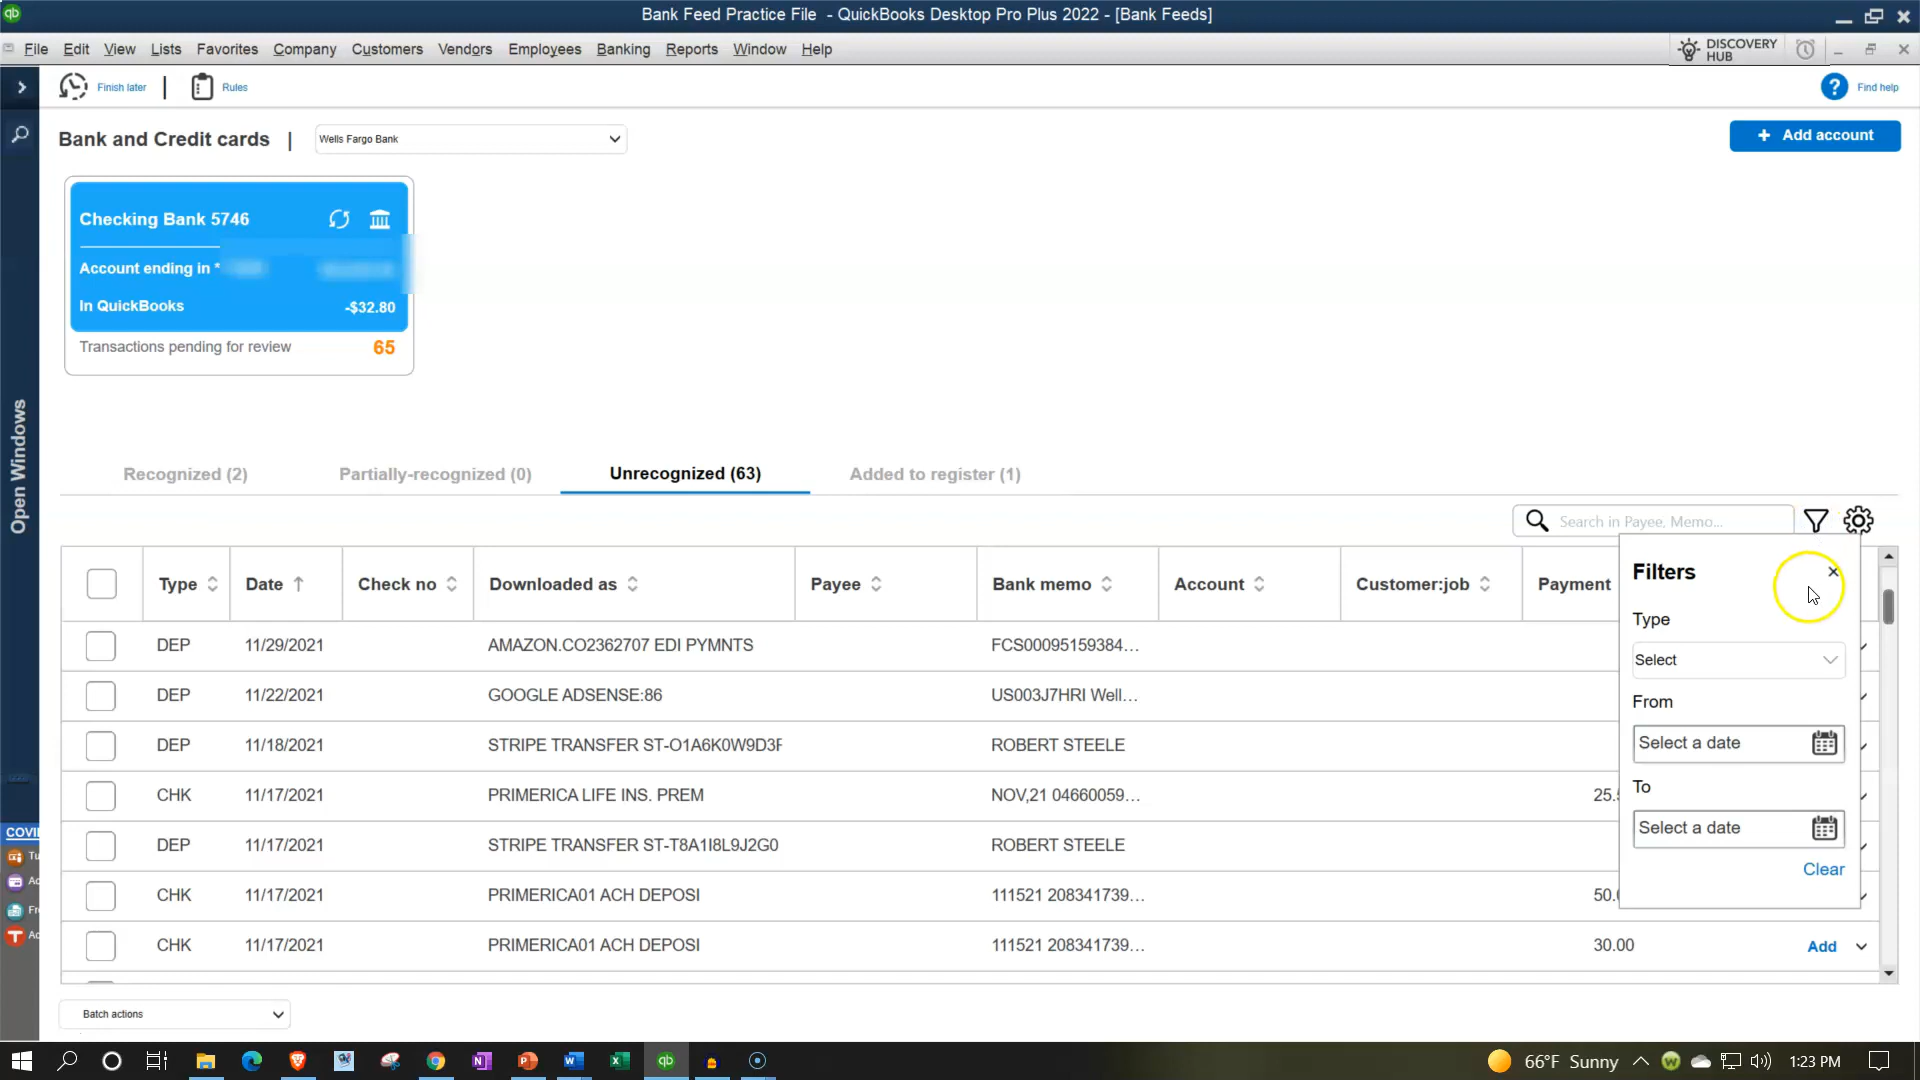 qb
Bank Feed Practice File - QuickBooks Desktop Pro Plus 2022 - [Bank Feeds]
File Edit View Lists Favorites Company Customers Vendors Employees Banking Reports Window Help
DISCOVERY
HUB
Finish later | Rules
? Find help
Bank and Credit cards | Wells Fargo Bank
+ Add account
Checking Bank 5746
Account ending in *
In QuickBooks -$32.80
Transactions pending for review 65
Open Windows
Recognized (2) Partially-recognized (0) Unrecognized (63) Added to register (1)
Search in Payee, Memo...
Type Date Check no Downloaded as Payee Bank memo Account Customer:job Payment
DEP 11/29/2021 AMAZON.CO2362707 EDI PYMNTS FCS00095159384...
DEP 11/22/2021 GOOGLE ADSENSE:86 US003J7HRI Well...
DEP 11/18/2021 STRIPE TRANSFER ST-O1A6K0W9D3F ROBERT STEELE
CHK 11/17/2021 PRIMERICA LIFE INS. PREM NOV,21 04660059...
DEP 11/17/2021 STRIPE TRANSFER ST-T8A1I8L9J2G0 ROBERT STEELE
CHK 11/17/2021 PRIMERICA01 ACH DEPOSI 111521 208341739...
CHK 11/17/2021 PRIMERICA01 ACH DEPOSI 111521 208341739... 30.00 Add
Filters
Type
Select
From
Select a date
To
Select a date
Clear
COVI
Tu
Ac
Fr
Ac
Batch actions
66°F Sunny 1:23 PM